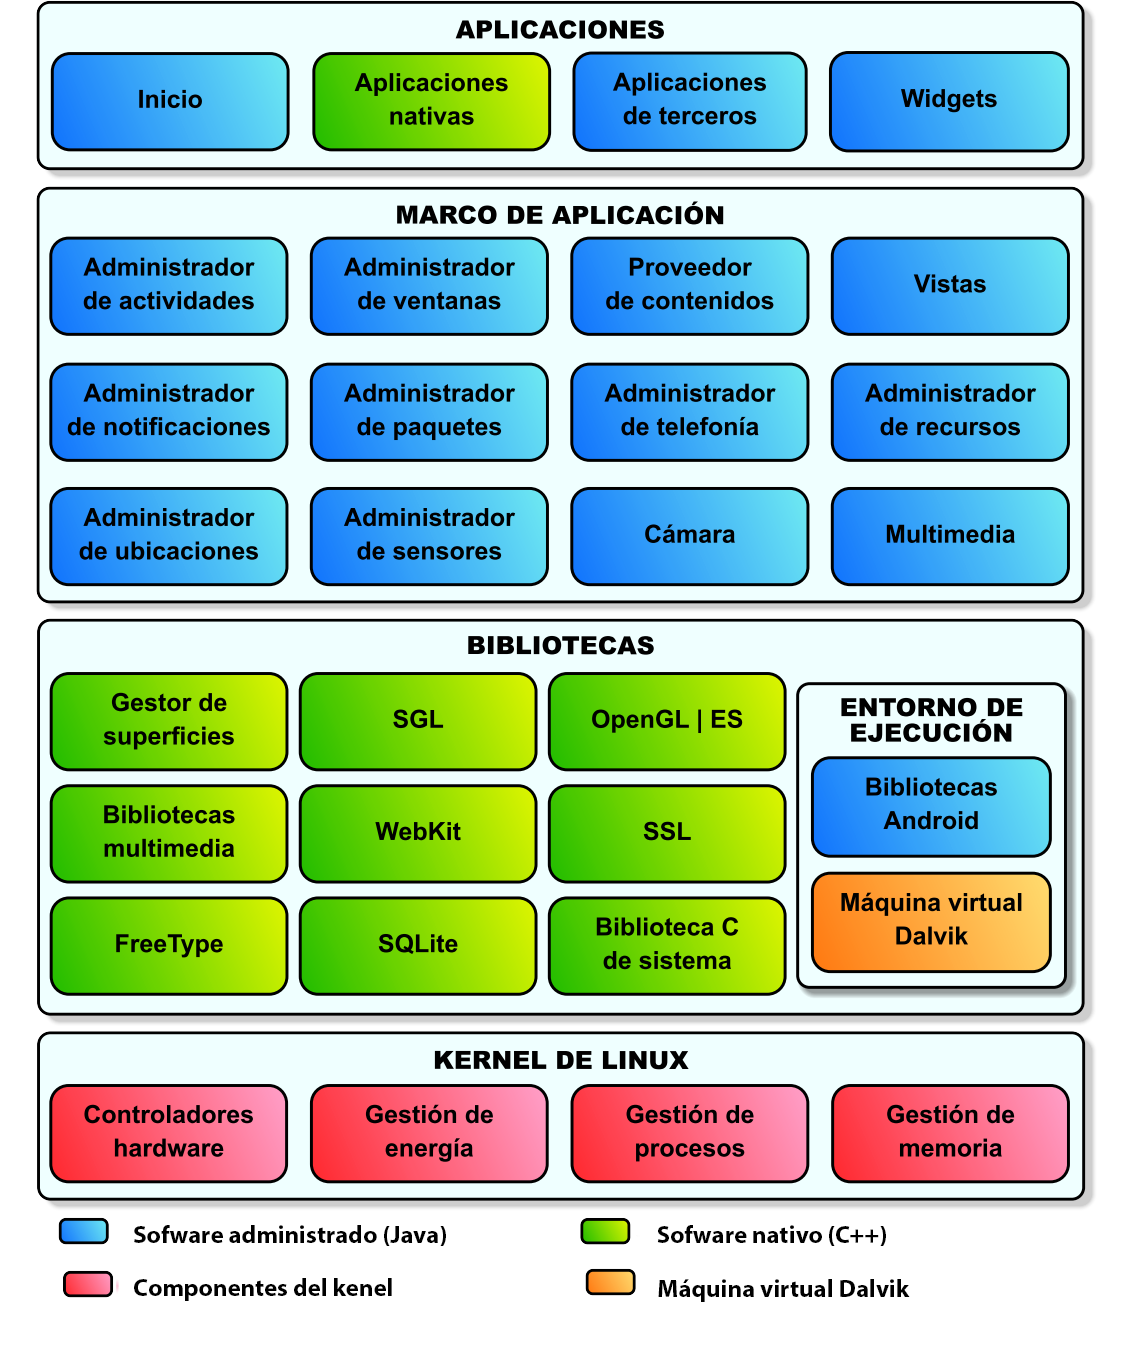 APLICACIONES
Inicio
Aplicaciones
nativas
Aplicaciones
de terceros
Widgets
MARCO DE APLICACIÓN
Administrador
de actividades
Administrador
de ventanas
Proveedor
de contenidos
Vistas
Administrador
de notificaciones
Administrador
de paquetes
Administrador
de telefonía
Administrador
de recursos
Administrador
de ubicaciones
Administrador
de sensores
Cámara
Multimedia
BIBLIOTECAS
Gestor de
superficies
SGL
OpenGL | ES
Bibliotecas
multimedia
WebKit
SSL
FreeType
SQLite
Biblioteca C
de sistema
ENTORNO DE
EJECUCIÓN
Bibliotecas
Android
Máquina virtual
Dalvik
KERNEL DE LINUX
Controladores
hardware
Gestión de
energía
Gestión de
procesos
Gestión de
memoria
Sofware administrado (Java)
Sofware nativo (C++)
Componentes del kenel
Máquina virtual Dalvik